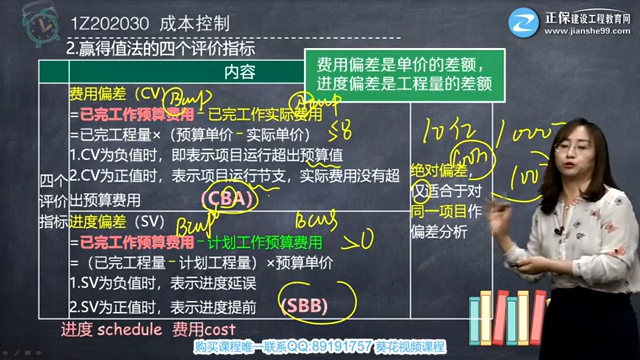 1Z202030 成本控制
正保建设工程教育网
www.jianshe99.com
2.赢得值法的四个评价指标
费用偏差是单价的差额，
进度偏差是工程量的差额
内容
四个
评价
指标
费用偏差（CV）
=已完工作预算费用-已完工作实际费用
=已完工程量×（预算单价-实际单价）
1.CV为负值时，即表示项目运行超出预算值
2.CV为正值时，表示项目运行节支，实际费用没有超
出预算费用
(CBA)
进度偏差（SV）
=已完工作预算费用-计划工作预算费用
=（已完工程量-计划工程量）×预算单价
1.SV为负值时，表示进度延误
2.SV为正值时，表示进度提前
(SBB)
>0
10亿
绝对偏差，
仅适合于对
同一项目作
偏差分析
进度 schedule 费用cost
购买课程唯一联系QQ:89191757 葵花视频课程